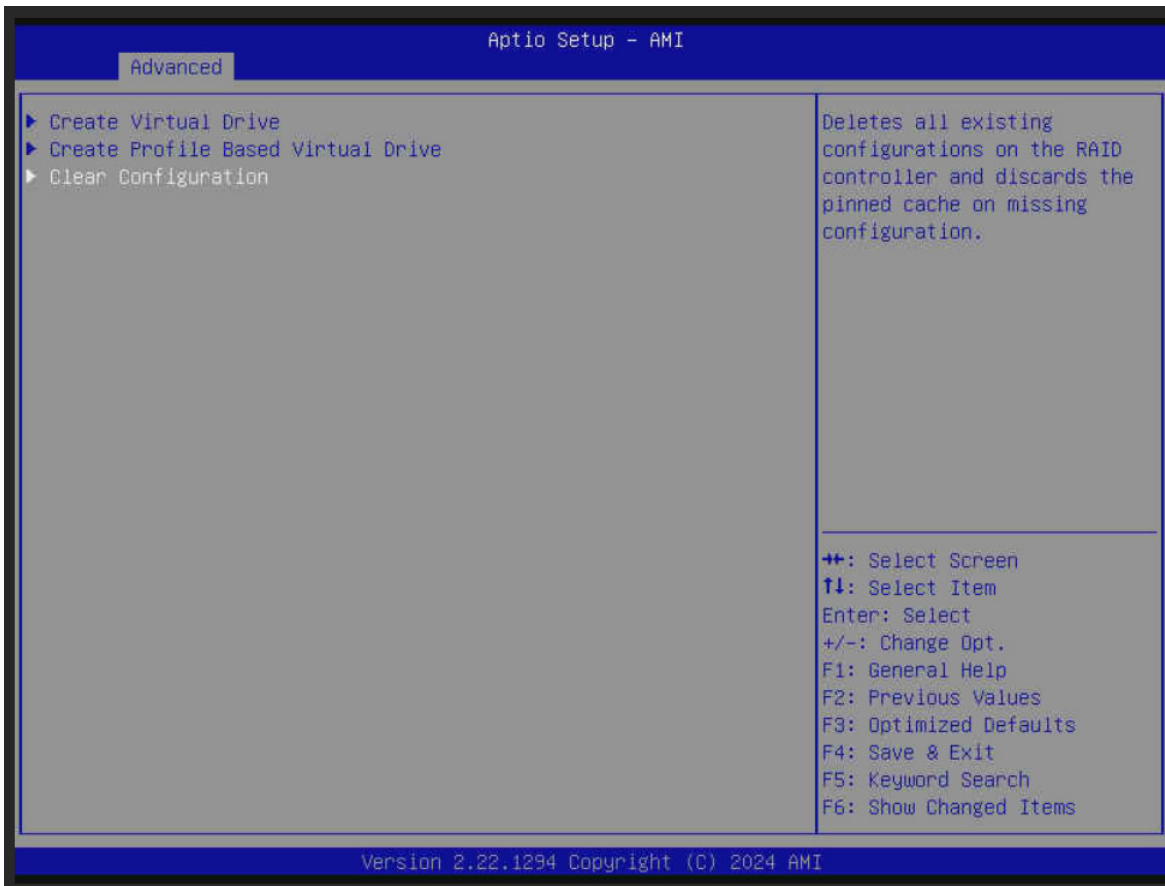 Aptio Setup – AMI
Advanced
Create Virtual Drive
Create Profile Based Virtual Drive
Clear Configuration
Deletes all existing
configurations on the RAID
controller and discards the
pinned cache on missing
configuration.
→←: Select Screen
↑↓: Select Item
Enter: Select
+/-: Change Opt.
F1: General Help
F2: Previous Values
F3: Optimized Defaults
F4: Save & Exit
F5: Keyword Search
F6: Show Changed Items
Version 2.22.1294 Copyright (C) 2024 AMI